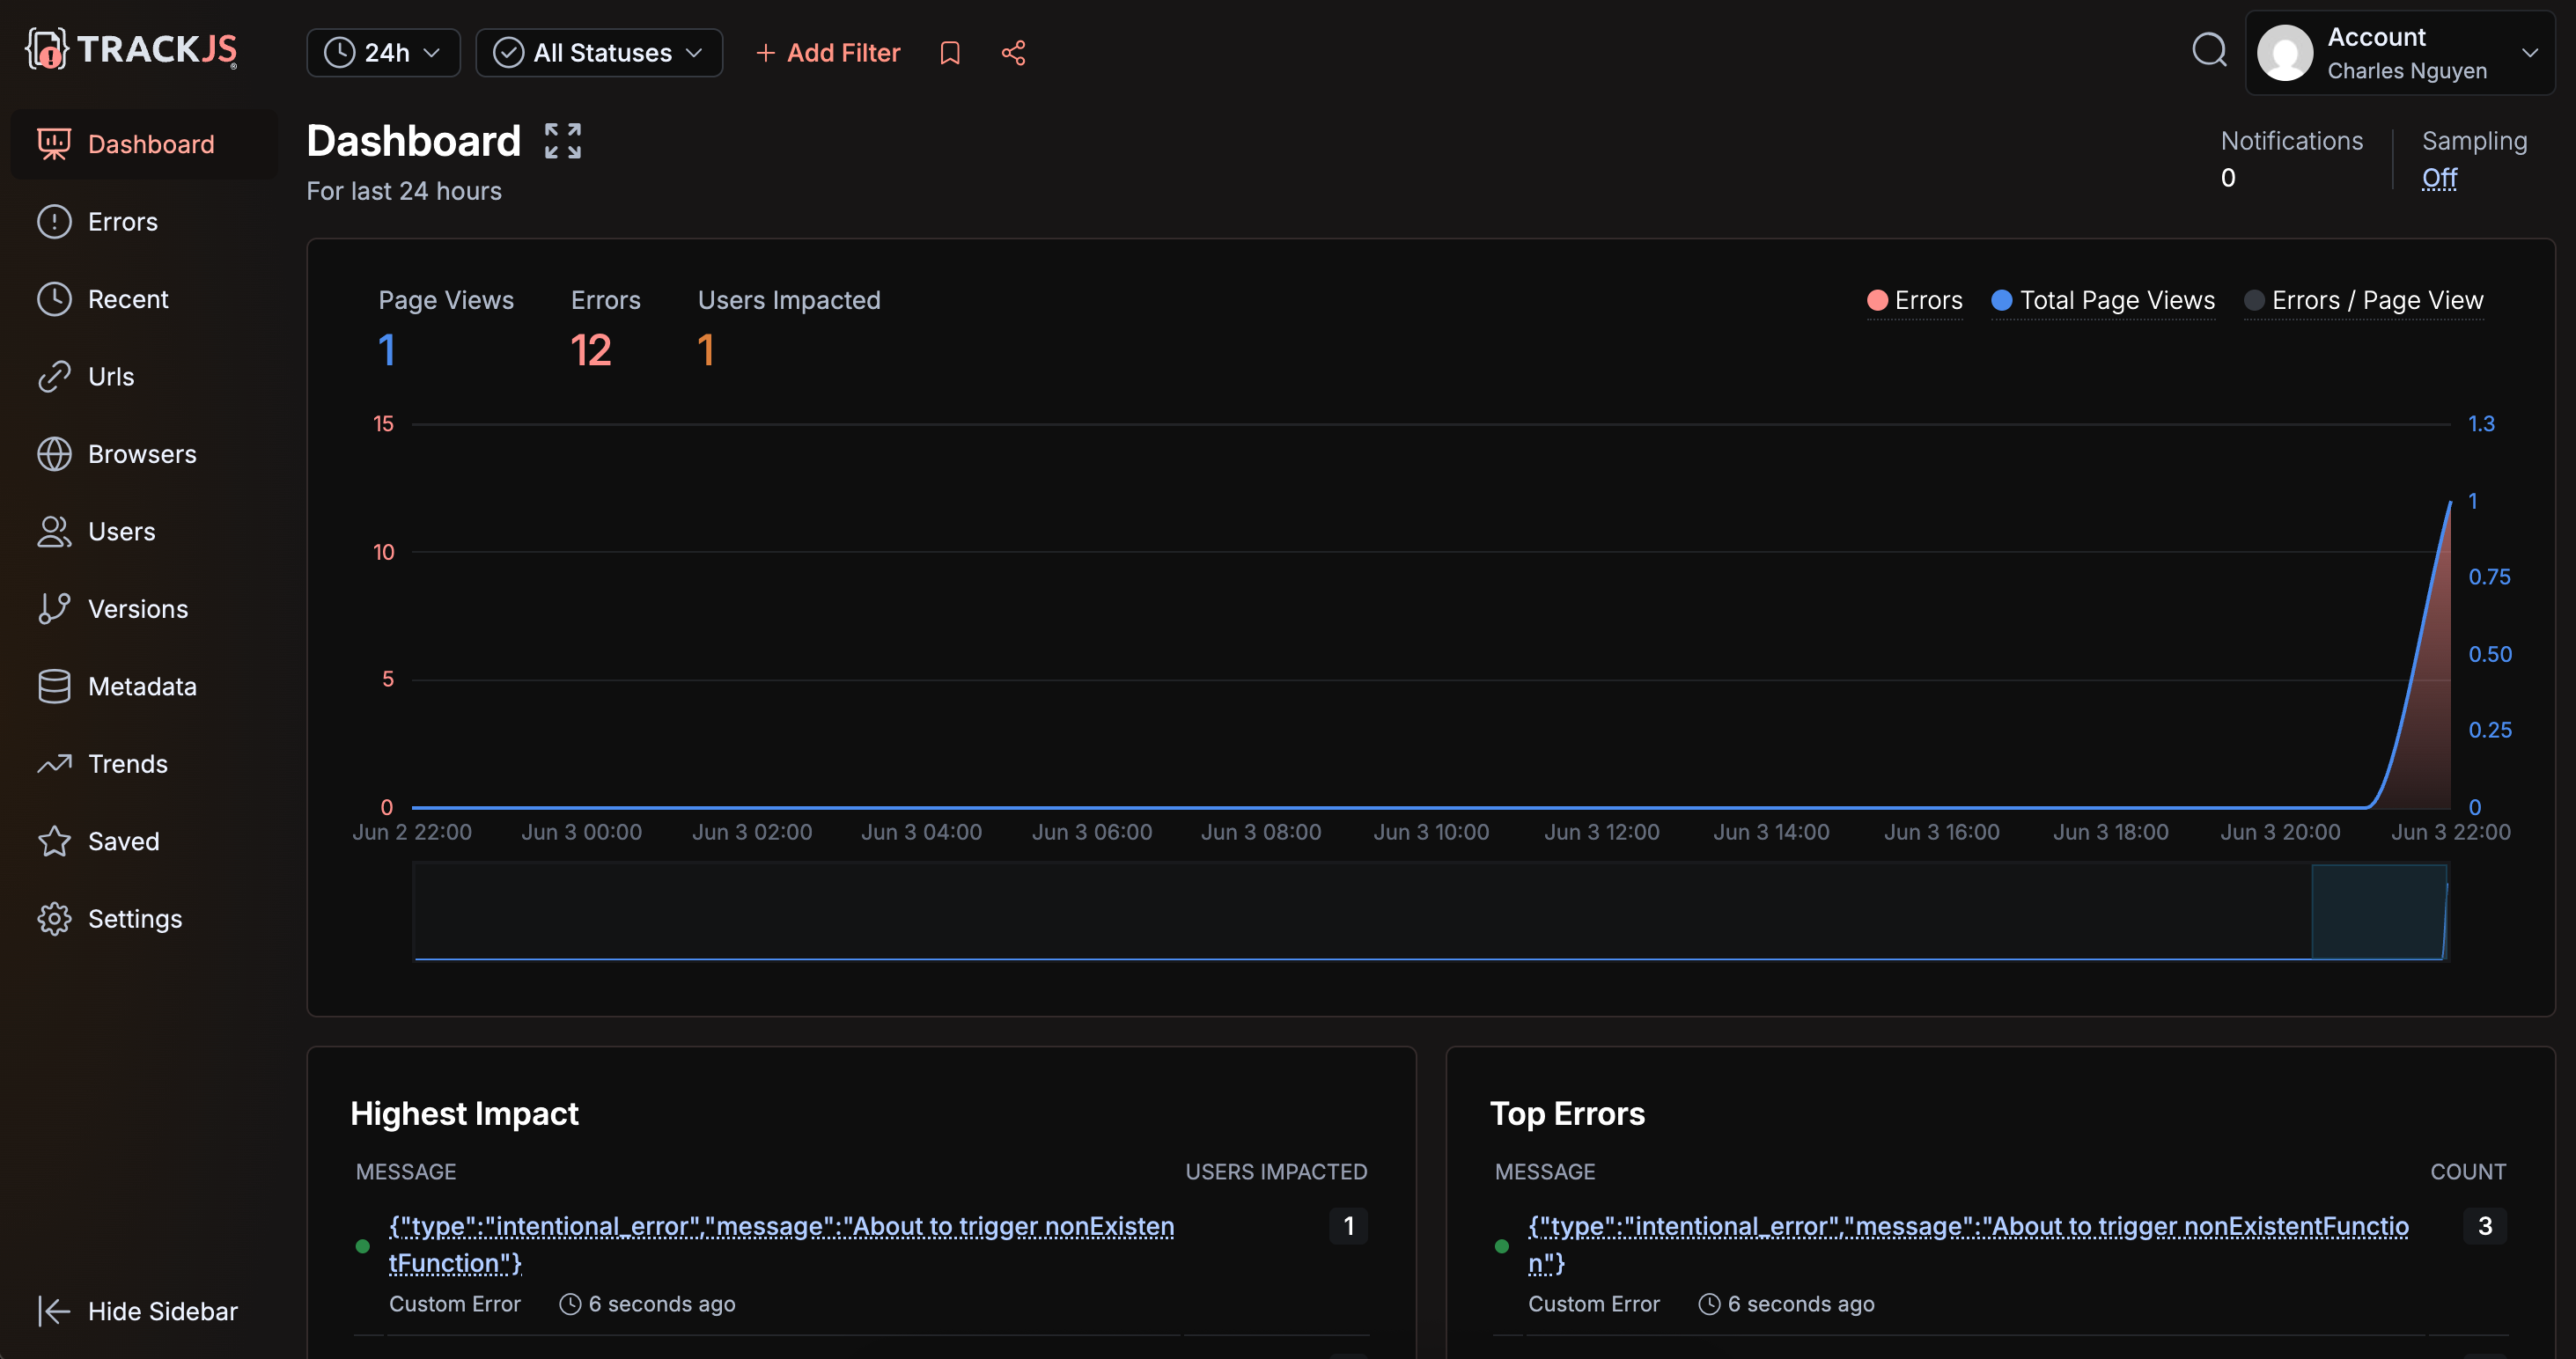 TRACKJS
24h
All Statuses
+ Add Filter
Account
Charles Nguyen
Dashboard
Errors
Recent
Urls
Browsers
Users
Versions
Metadata
Trends
Saved
Settings
Hide Sidebar
Dashboard
For last 24 hours
Notifications
0
Sampling
Off
Page Views
1
Errors
12
Users Impacted
1
Errors
Total Page Views
Errors / Page View
15
10
5
0
1.3
1
0.75
0.50
0.25
0
Jun 2 22:00
Jun 3 00:00
Jun 3 02:00
Jun 3 04:00
Jun 3 06:00
Jun 3 08:00
Jun 3 10:00
Jun 3 12:00
Jun 3 14:00
Jun 3 16:00
Jun 3 18:00
Jun 3 20:00
Jun 3 22:00
Highest Impact
MESSAGE
USERS IMPACTED
{"type":"intentional_error","message":"About to trigger nonExisten
tFunction"}
1
Custom Error
6 seconds ago
Top Errors
MESSAGE
COUNT
{"type":"intentional_error","message":"About to trigger nonExistentFunctio
n"}
3
Custom Error
6 seconds ago